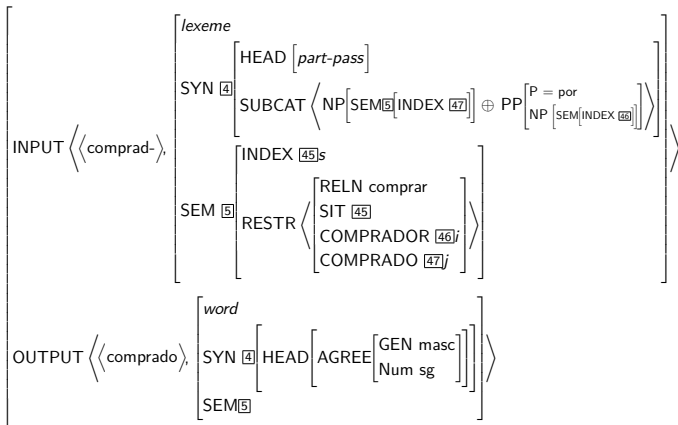 lexeme
HEAD [part-pass]
SYN 4
SUBCAT ⟨NP[SEM5[INDEX 47]] ⊕ PP[P = por
NP [SEM[INDEX 46]]]⟩
INPUT ⟨⟨comprad-⟩,
INDEX 45s
SEM 5
RELN comprar
RESTR ⟨
SIT 45
COMPRADOR 46i
COMPRADO 47j
word
OUTPUT ⟨⟨comprado⟩,
SYN 4[HEAD[AGREE[GEN masc
Num sg]]]
SEM5